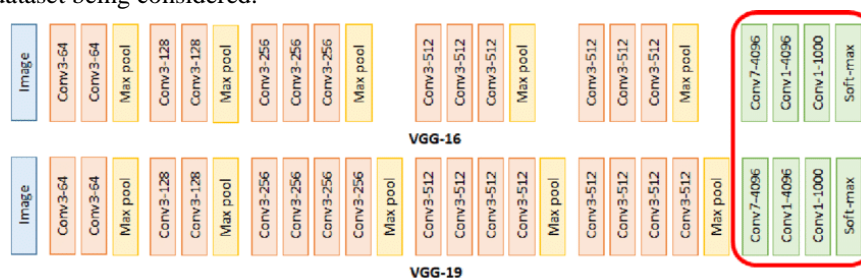 dataset being considered.
Image Conv3-64 Conv3-64 Max pool Conv3-128 Conv3-128 Max pool Conv3-256 Conv3-256 Conv3-256 Max pool Conv3-512 Conv3-512 Conv3-512 Max pool Conv3-512 Conv3-512 Conv3-512 Max pool Conv7-4096 Conv1-4096 Conv1-1000 Soft-max
VGG-16
Image Conv3-64 Conv3-64 Max pool Conv3-128 Conv3-128 Max pool Conv3-256 Conv3-256 Conv3-256 Conv3-256 Max pool Conv3-512 Conv3-512 Conv3-512 Conv3-512 Max pool Conv3-512 Conv3-512 Conv3-512 Conv3-512 Max pool Conv7-4096 Conv1-4096 Conv1-1000 Soft-max
VGG-19